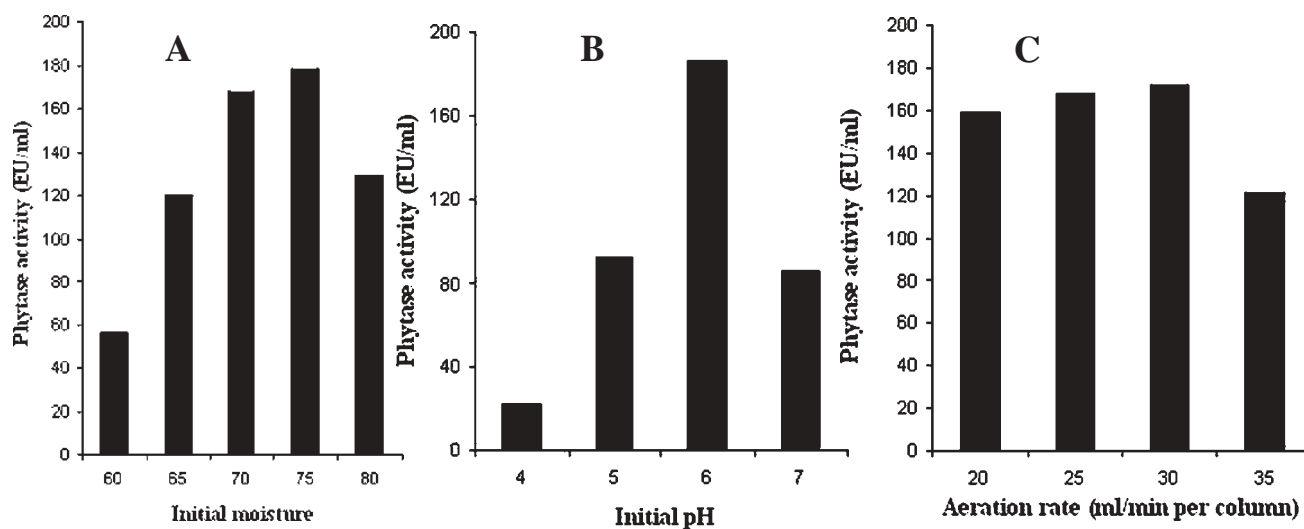 A
Phytase activity (EU/ml)
200
180
160
140
120
100
80
60
40
20
0
60 65 70 75 80
Initial moisture
B
Phytase activity (EU/ml)
200
160
120
80
40
0
4 5 6 7
Initial pH
C
Phytase activity (EU/ml)
200
180
160
140
120
100
80
60
40
20
0
20 25 30 35
Aeration rate (ml/min per column)